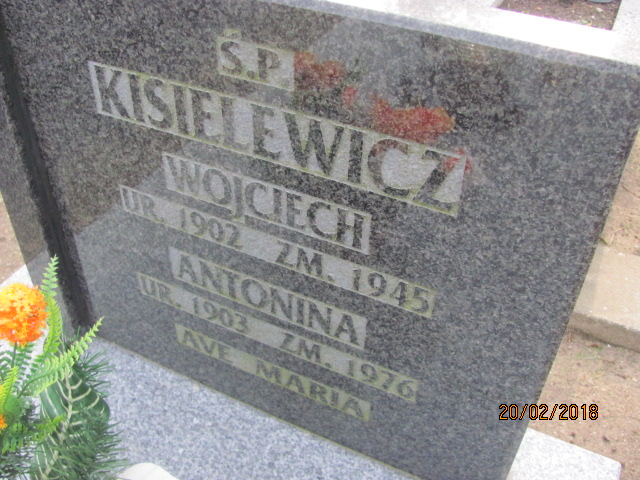 Ś.P
KISIELEWICZ
WOJCIECH
UR. 1902 ZM. 1945
ANTONINA
UR. 1903 ZM. 1976
AVE MARIA
20/02/2018